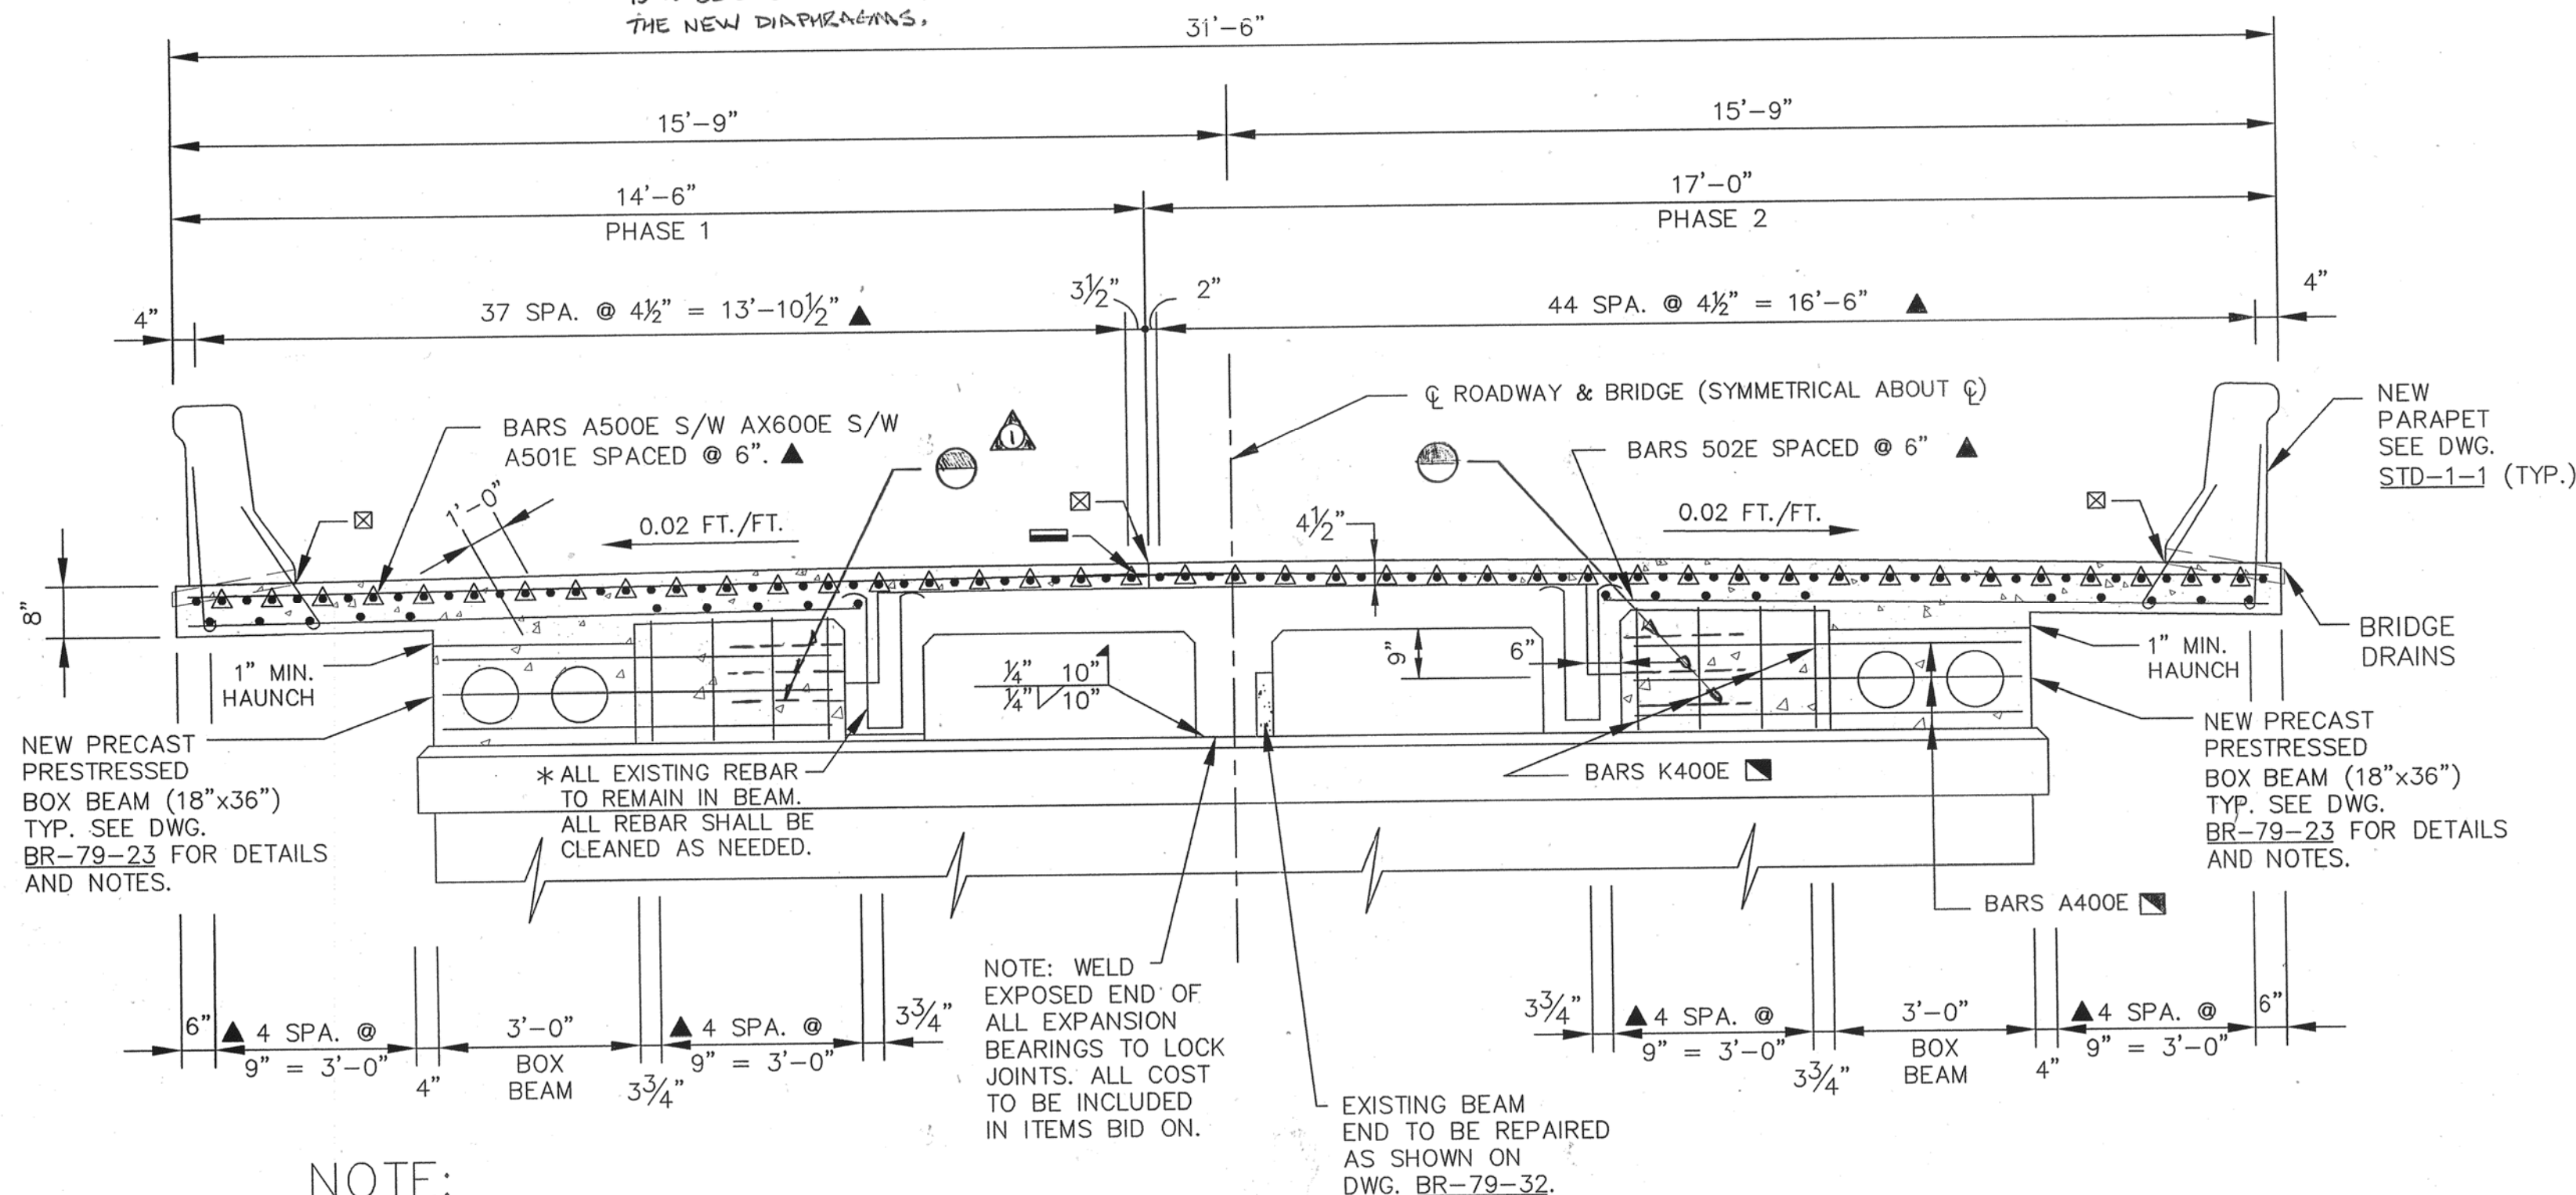 THE NEW DIAPHRAGMS.
31'-6"
15'-9"
15'-9"
14'-6"
PHASE 1
17'-0"
PHASE 2
4"
37 SPA. @ 4½" = 13'-10½" ▲
3½"
2"
44 SPA. @ 4½" = 16'-6" ▲
4"
BARS A500E S/W AX600E S/W
A501E SPACED @ 6". ▲
1
℄ ROADWAY & BRIDGE (SYMMETRICAL ABOUT ℄)
BARS 502E SPACED @ 6" ▲
NEW
PARAPET
SEE DWG.
STD-1-1 (TYP.)
1'-0"
0.02 FT./FT.
4½"
0.02 FT./FT.
8"
1" MIN.
HAUNCH
¼" 10"
¼" 10"
9"
6"
1" MIN.
HAUNCH
BRIDGE
DRAINS
NEW PRECAST
PRESTRESSED
BOX BEAM (18"x36")
TYP. SEE DWG.
BR-79-23 FOR DETAILS
AND NOTES.
* ALL EXISTING REBAR
TO REMAIN IN BEAM.
ALL REBAR SHALL BE
CLEANED AS NEEDED.
BARS K400E
NEW PRECAST
PRESTRESSED
BOX BEAM (18"x36")
TYP. SEE DWG.
BR-79-23 FOR DETAILS
AND NOTES.
BARS A400E
6"
▲ 4 SPA. @
9" = 3'-0"
4"
3'-0"
BOX
BEAM
3¾"
▲ 4 SPA. @
9" = 3'-0"
3¾"
NOTE: WELD
EXPOSED END OF
ALL EXPANSION
BEARINGS TO LOCK
JOINTS. ALL COST
TO BE INCLUDED
IN ITEMS BID ON.
EXISTING BEAM
END TO BE REPAIRED
AS SHOWN ON
DWG. BR-79-32.
3¾"
▲ 4 SPA. @
9" = 3'-0"
3¾"
3'-0"
BOX
BEAM
4"
▲ 4 SPA. @
9" = 3'-0"
6"
NOTE: